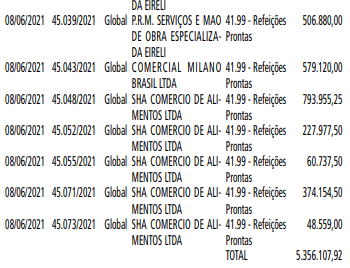 DA EIRELI
08/06/2021 45.039/2021 Global P.R.M. SERVIÇOS E MAO 41.99 - Refeições 506.880,00
DE OBRA ESPECIALIZA- Prontas
DA EIRELI
08/06/2021 45.043/2021 Global COMERCIAL MILANO 41.99 - Refeições 579.120,00
BRASIL LTDA Prontas
08/06/2021 45.048/2021 Global SHA COMERCIO DE ALI- 41.99 - Refeições 793.955,25
MENTOS LTDA Prontas
08/06/2021 45.052/2021 Global SHA COMERCIO DE ALI- 41.99 - Refeições 227.977,50
MENTOS LTDA Prontas
08/06/2021 45.055/2021 Global SHA COMERCIO DE ALI- 41.99 - Refeições 60.737,50
MENTOS LTDA Prontas
08/06/2021 45.071/2021 Global SHA COMERCIO DE ALI- 41.99 - Refeições 374.154,50
MENTOS LTDA Prontas
08/06/2021 45.073/2021 Global SHA COMERCIO DE ALI- 41.99 - Refeições 48.559,00
MENTOS LTDA Prontas
TOTAL 5.356.107,92